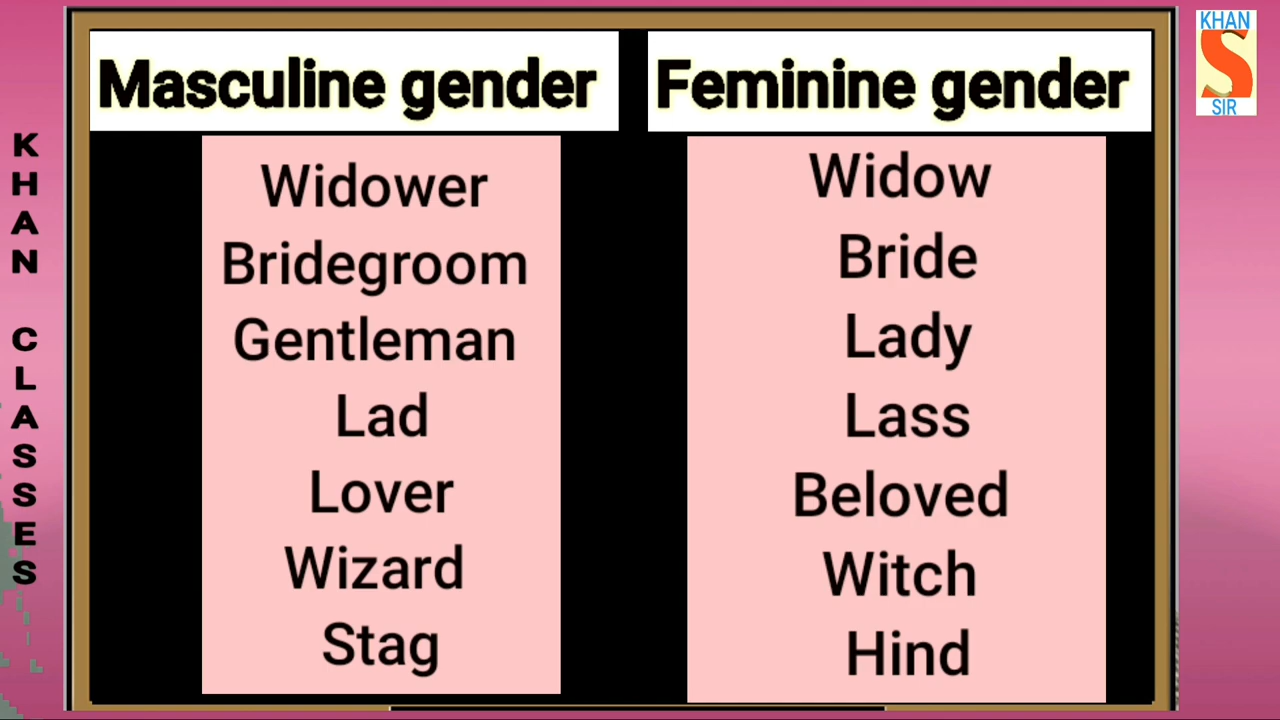 Masculine gender Feminine gender
Widower Widow
Bridegroom Bride
Gentleman Lady
Lad Lass
Lover Beloved
Wizard Witch
Stag Hind
KHAN CLASSES
KHAN
S
SIR